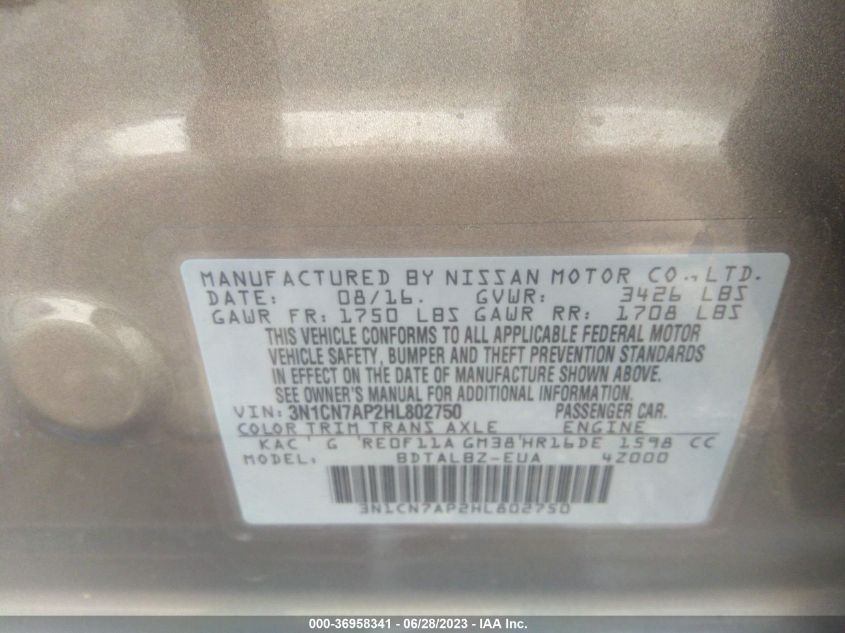 MANUFACTURED BY NISSAN MOTOR CO., LTD.
DATE: 08/16. GVWR: 3426 LBS
GAWR FR: 1750 LBS GAWR RR: 1708 LBS
THIS VEHICLE CONFORMS TO ALL APPLICABLE FEDERAL MOTOR
VEHICLE SAFETY, BUMPER AND THEFT PREVENTION STANDARDS
IN EFFECT ON THE DATE OF MANUFACTURE SHOWN ABOVE.
SEE OWNER'S MANUAL FOR ADDITIONAL INFORMATION.
VIN: 3N1CN7AP2HL802750 PASSENGER CAR.
COLOR TRIM TRANS AXLE ENGINE
KAC G RE0F11A GM38 HR16DE 1598 CC
MODEL: BDTALBZ-EUA 4Z000
3N1CN7AP2HL802750
000-36958341 - 06/28/2023 - IAA Inc.